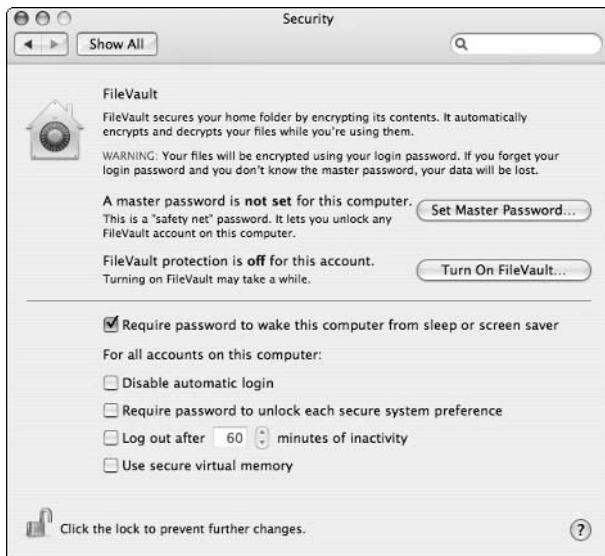 Security
Show All
FileVault
FileVault secures your home folder by encrypting its contents. It automatically
encrypts and decrypts your files while you're using them.
WARNING: Your files will be encrypted using your login password. If you forget your
login password and you don't know the master password, your data will be lost.
A master password is not set for this computer.
This is a "safety net" password. It lets you unlock any
FileVault account on this computer.
Set Master Password...
FileVault protection is off for this account.
Turning on FileVault may take a while.
Turn On FileVault...
Require password to wake this computer from sleep or screen saver
For all accounts on this computer:
Disable automatic login
Require password to unlock each secure system preference
Log out after 60 minutes of inactivity
Use secure virtual memory
Click the lock to prevent further changes.
?